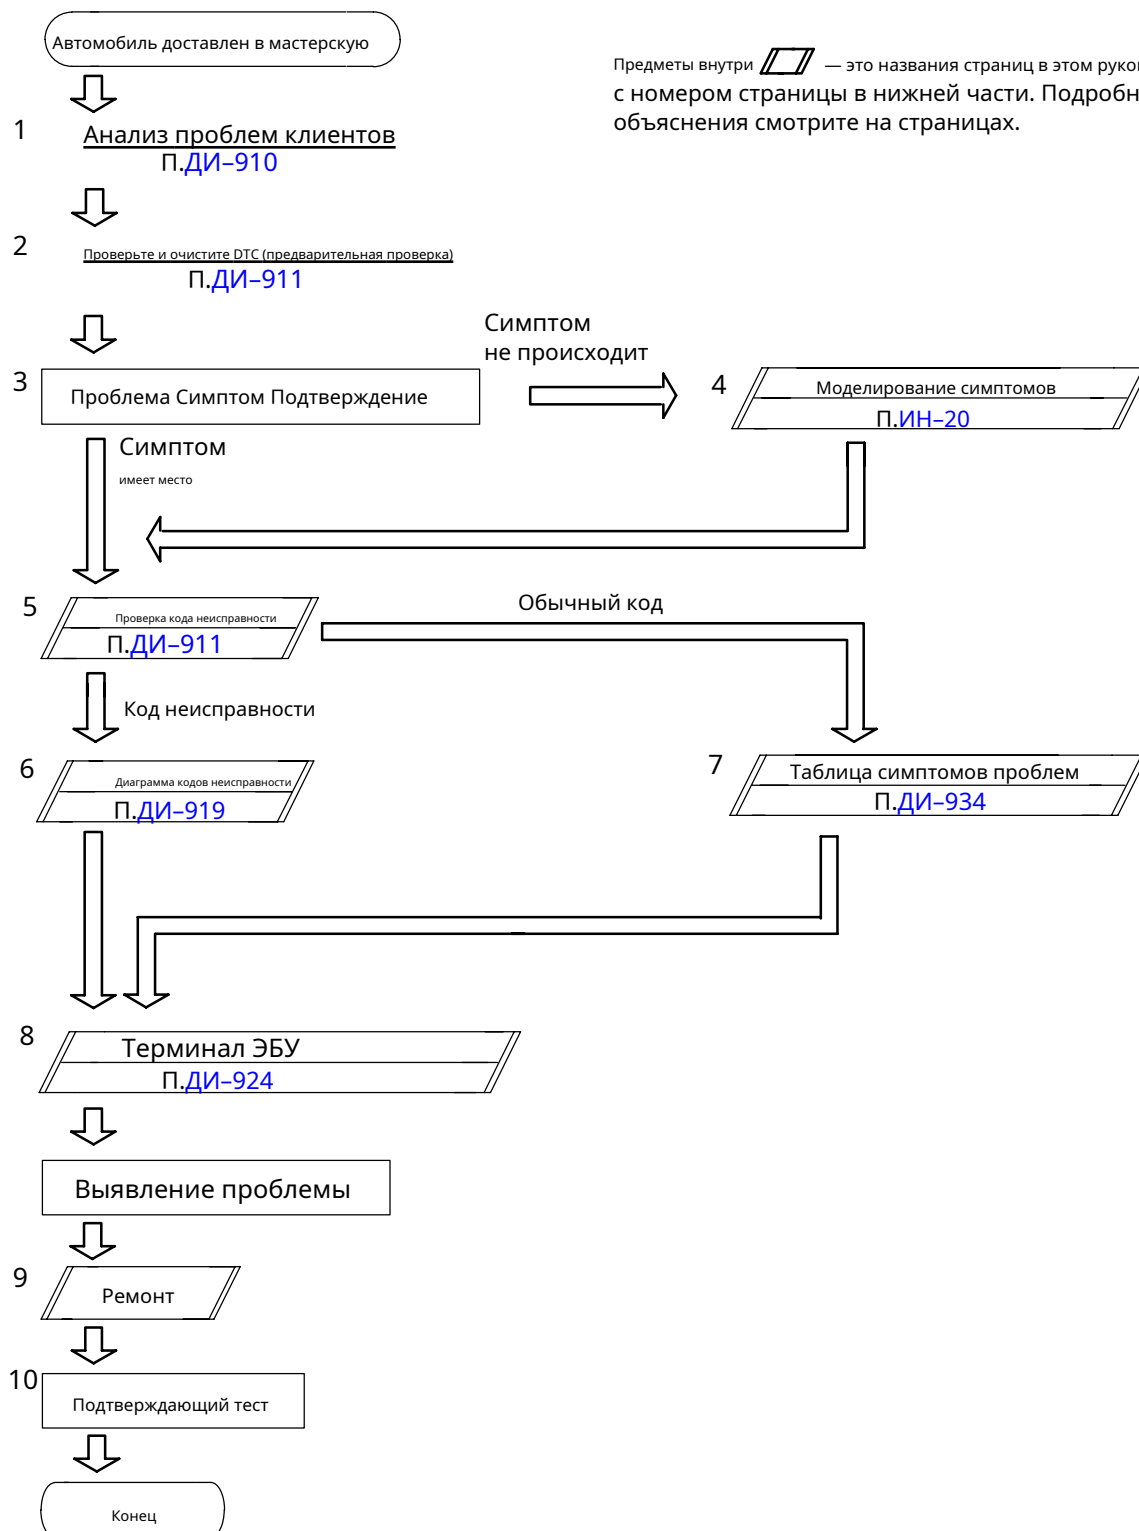 Автомобиль доставлен в мастерскую
Предметы внутри — это названия страниц в этом
с номером страницы в нижней части.
объяснения смотрите на страницах.
1 Анализ проблем клиентов
П.ДИ–910
2 Проверьте и очистите DTC (предварительная проверка)
П.ДИ–911
Симптом
не происходит
3 Проблема Симптом Подтверждение
4 Моделирование симптомов
П.ИН–20
Симптом
имеет место
5 Проверка кода неисправности
П.ДИ–911
Обычный код
Код неисправности
6 Диаграмма кодов неисправности
П.ДИ–919
7 Таблица симптомов проблем
П.ДИ–934
8 Терминал ЭБУ
П.ДИ–924
Выявление проблемы
9 Ремонт
10 Подтверждающий тест
Конец